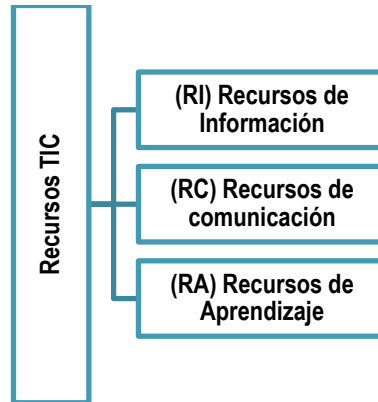 Recursos TIC
(RI) Recursos de
Información
(RC) Recursos de
comunicación
(RA) Recursos de
Aprendizaje